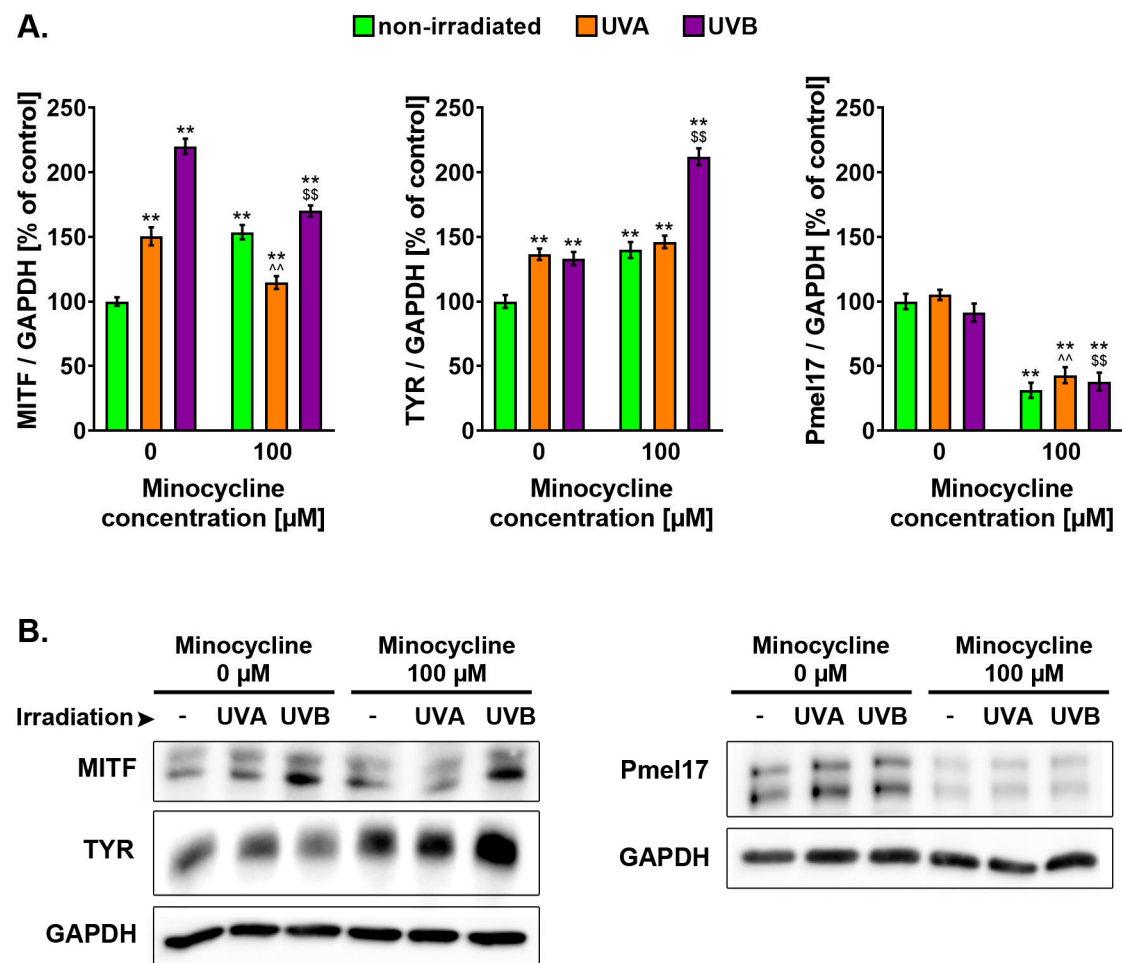 A.
non-irradiated UVA UVB
MITF / GAPDH [% of control]
250
200
150
100
50
0
** ** ** ** ^^ ** $$
0 100
Minocycline
concentration [µM]
TYR / GAPDH [% of control]
250
200
150
100
50
0
** ** ** ** ** $$
0 100
Minocycline
concentration [µM]
Pmel17 / GAPDH [% of control]
250
200
150
100
50
0
** ** ^^ ** $$
0 100
Minocycline
concentration [µM]
B.
Minocycline
0 µM
Minocycline
100 µM
Irradiation➤ - UVA UVB - UVA UVB
MITF
TYR
GAPDH
Minocycline
0 µM
Minocycline
100 µM
- UVA UVB - UVA UVB
Pmel17
GAPDH